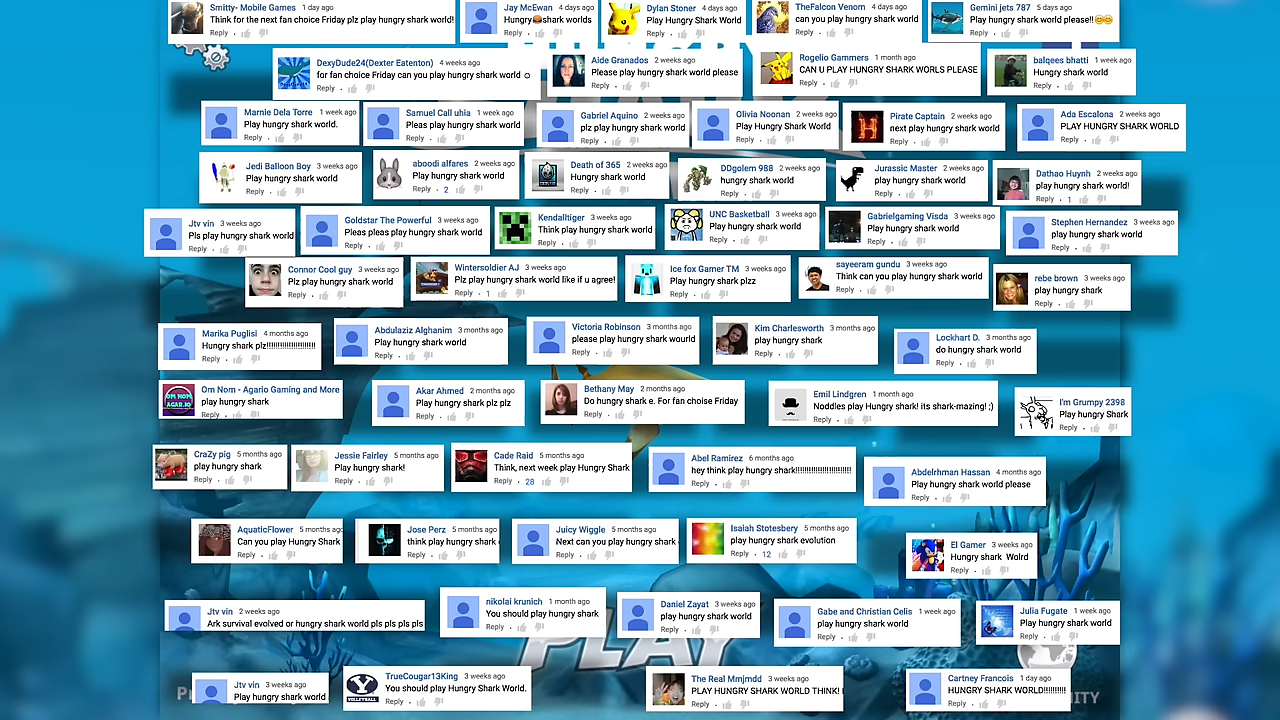 Smitty- Mobile Games 1 day ago
Think for the next fan choice Friday plz play hungry shark world!
Reply
Jay McEwan 4 days ago
Hungry🍔shark worlds
Reply
Dylan Stoner 4 days ago
Play Hungry Shark World
Reply
TheFalcon Venom 4 days ago
can you play hungry shark world
Reply
Gemini jets 787 5 days ago
Play hungry shark world please!!😊😊
Reply
DexyDude24(Dexter Eatenton) 4 weeks ago
for fan choice Friday can you play hungry shark world ☺
Reply
Aide Granados 2 weeks ago
Please play hungry shark world please
Reply
Rogelio Gammers 1 month ago
CAN U PLAY HUNGRY SHARK WORLS PLEASE
Reply
balqees bhatti 1 week ago
Hungry shark world
Reply
Marnie Dela Torre 1 week ago
Play hungry shark world.
Reply
Samuel Call uhia 1 week ago
Pleas play hungry shark world
Reply
Gabriel Aquino 2 weeks ago
plz play hungry shark world
Reply
Olivia Noonan 2 weeks ago
Play Hungry Shark World
Reply
Pirate Captain 2 weeks ago
next play hungry shark world
Reply
Ada Escalona 2 weeks ago
PLAY HUNGRY SHARK WORLD
Reply
Jedi Balloon Boy 3 weeks ago
Play hungry shark world
Reply
aboodi alfares 2 weeks ago
Play hungry shark world
Reply 2
Death of 365 2 weeks ago
Hungry shark world
Reply
DDgolem 988 2 weeks ago
hungry shark world
Reply
Jurassic Master 2 weeks ago
play hungry shark world
Reply
Dathao Huynh 2 weeks ago
play hungry shark world!
Reply 1
Jtv vin 3 weeks ago
Pls play hungry shark world
Reply
Goldstar The Powerful 3 weeks ago
Pleas pleas play hungry shark world
Reply
Kendalltiger 3 weeks ago
Think play hungry shark world
Reply
UNC Basketball 3 weeks ago
Play hungry shark world
Reply
Gabrielgaming Visda 3 weeks ago
Play hungry shark world
Reply
Stephen Hernandez 3 weeks ago
play hungry shark world
Reply
Connor Cool guy 3 weeks ago
Plz play hungry shark world
Reply
Wintersoldier AJ 3 weeks ago
Plz play hungry shark world like if u agree!
Reply 1
Ice fox Gamer TM 3 weeks ago
Play hungry shark plzz
Reply
sayeeram gundu 3 weeks ago
Think can you play hungry shark world
Reply
rebe brown 3 weeks ago
play hungry shark
Reply
Marika Puglisi 4 months ago
Hungry shark plz!!!!!!!!!!!!!!!!!!!!!!
Reply
Abdulaziz Alghanim 3 months ago
Play hungry shark world
Reply
Victoria Robinson 3 months ago
please play hungry shark wourld
Reply
Kim Charlesworth 3 months ago
play hungry shark
Reply
Lockhart D. 3 months ago
do hungry shark world
Reply
Om Nom - Agario Gaming and More
play hungry shark
Reply
Akar Ahmed 2 months ago
Play hungry shark plz plz
Reply
Bethany May 2 months ago
Do hungry shark e. For fan choise Friday
Reply
Emil Lindgren 1 month ago
Noddles play Hungry shark! its shark-mazing! ;)
Reply
I'm Grumpy 2398
Play hungry Shark
Reply
CraZy pig 5 months ago
play hungry shark
Reply
Jessie Fairley 5 months ago
Play hungry shark!
Reply
Cade Raid 5 months ago
Think, next week play Hungry Shark
Reply 28
Abel Ramirez 6 months ago
hey think play hungry shark!!!!!!!!!!!!!!!!!!!!!!!!!
Reply
Abdelrhman Hassan 4 months ago
Play hungry shark world please
Reply
AquaticFlower 5 months ago
Can you play Hungry Shark
Reply
Jose Perz 5 months ago
think play hungry shark
Reply
Juicy Wiggle 5 months ago
Next can you play hungry shark
Reply
Isaiah Stotesbery 5 months ago
play hungry shark evolution
Reply 12
El Gamer 3 weeks ago
Hungry shark Wolrd
Reply
Jtv vin 2 weeks ago
Ark survival evolved or hungry shark world pls pls pls pls
nikolai krunich 1 month ago
You should play hungry shark
Reply
Daniel Zayat 3 weeks ago
play hungry shark world
Reply
Gabe and Christian Celis 1 week ago
play hungry shark world
Reply
Julia Fugate 1 week ago
Play hungry shark world
Reply
PLAY
Jtv vin 3 weeks ago
Play hungry shark world
TrueCougar13King 2 weeks ago
You should play Hungry Shark World.
Reply
VOLLEYBALL
The Real Mmjmdd 3 weeks ago
PLAY HUNGRY SHARK WORLD THINK!
Reply
Cartney Francois 1 day ago
HUNGRY SHARK WORLD!!!!!!!!!!
Reply